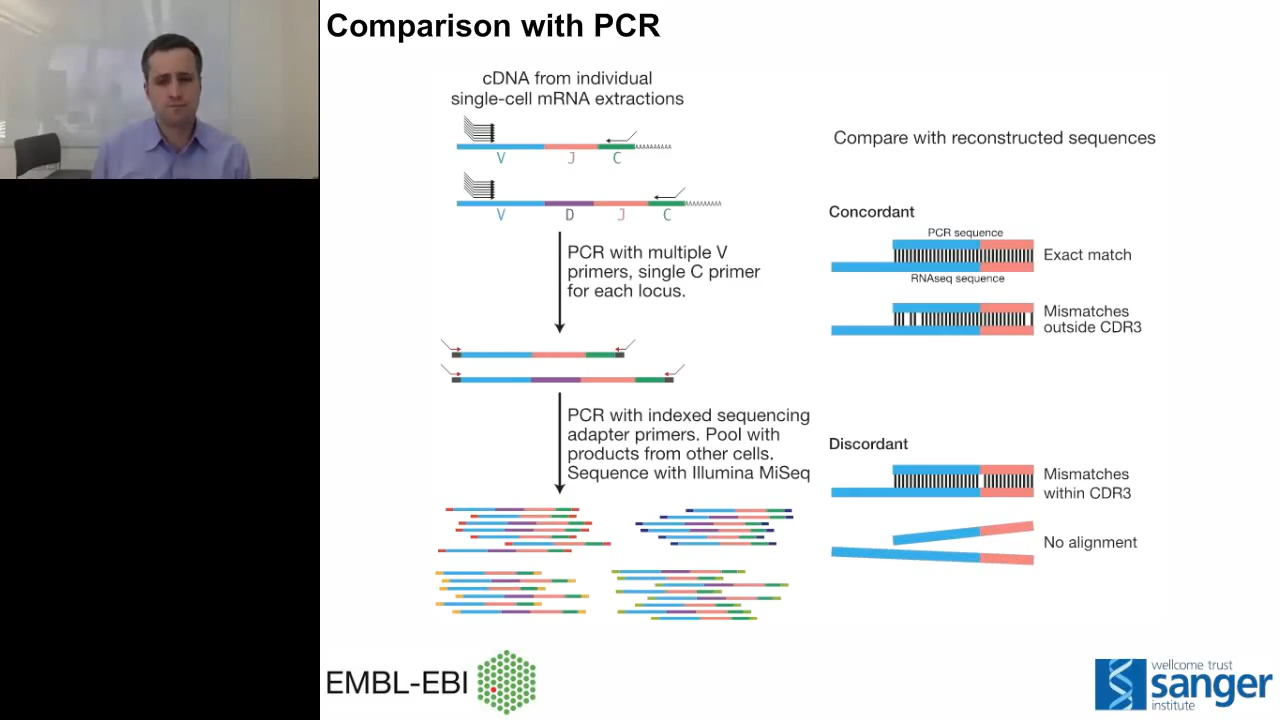 Comparison with PCR
cDNA from individual
single-cell mRNA extractions
AAAAAAAAAA
V J C
AAAAAAAAAA
V D J C
PCR with multiple V
primers, single C primer
for each locus.
PCR with indexed sequencing
adapter primers. Pool with
products from other cells.
Sequence with Illumina MiSeq
Compare with reconstructed sequences
Concordant
PCR sequence
Exact match
RNAseq sequence
Mismatches
outside CDR3
Discordant
Mismatches
within CDR3
No alignment
EMBL-EBI
wellcome trust
sanger
institute